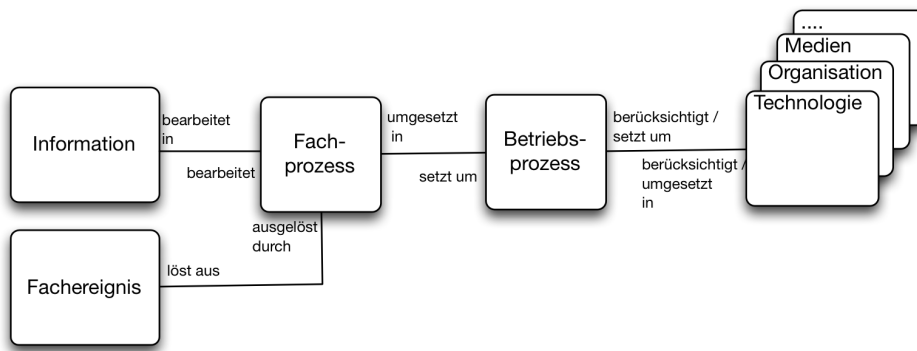 ....
Medien
Organisation
Technologie
Information
bearbeitet
in
bearbeitet
Fach-
prozess
umgesetzt
in
setzt um
Betriebs-
prozess
berücksichtigt /
setzt um
berücksichtigt /
umgesetzt
in
ausgelöst
durch
löst aus
Fachereignis